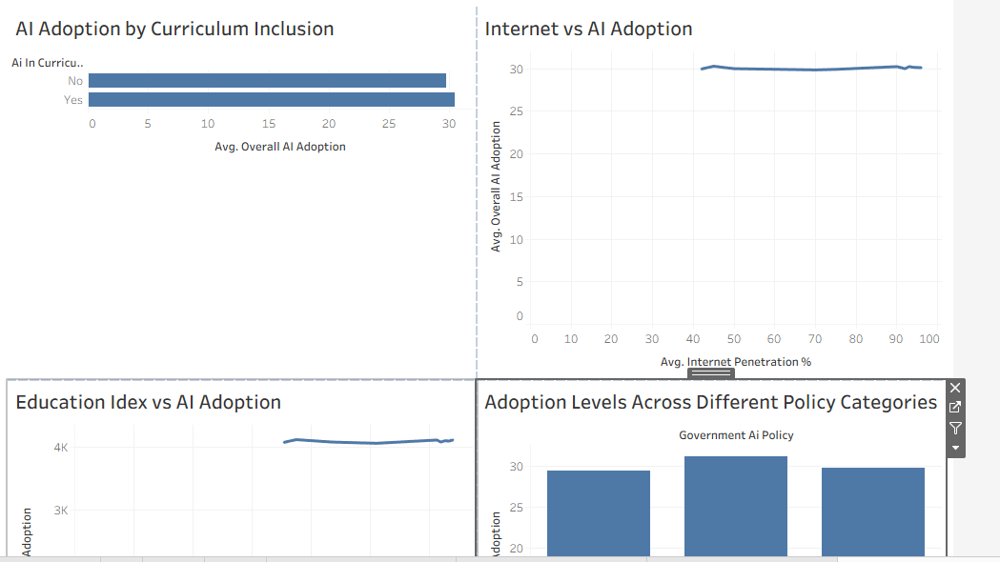 AI Adoption by Curriculum Inclusion
Ai In Curricu..
No
Yes
0 5 10 15 20 25 30
Avg. Overall AI Adoption
Internet vs AI Adoption
30
25
20
15
10
5
0
Avg. Overall AI Adoption
0 10 20 30 40 50 60 70 80 90 100
Avg. Internet Penetration %
Education Idex vs AI Adoption
4K
3K
Adoption
Adoption Levels Across Different Policy Categories
Government Ai Policy
30
25
20
Adoption